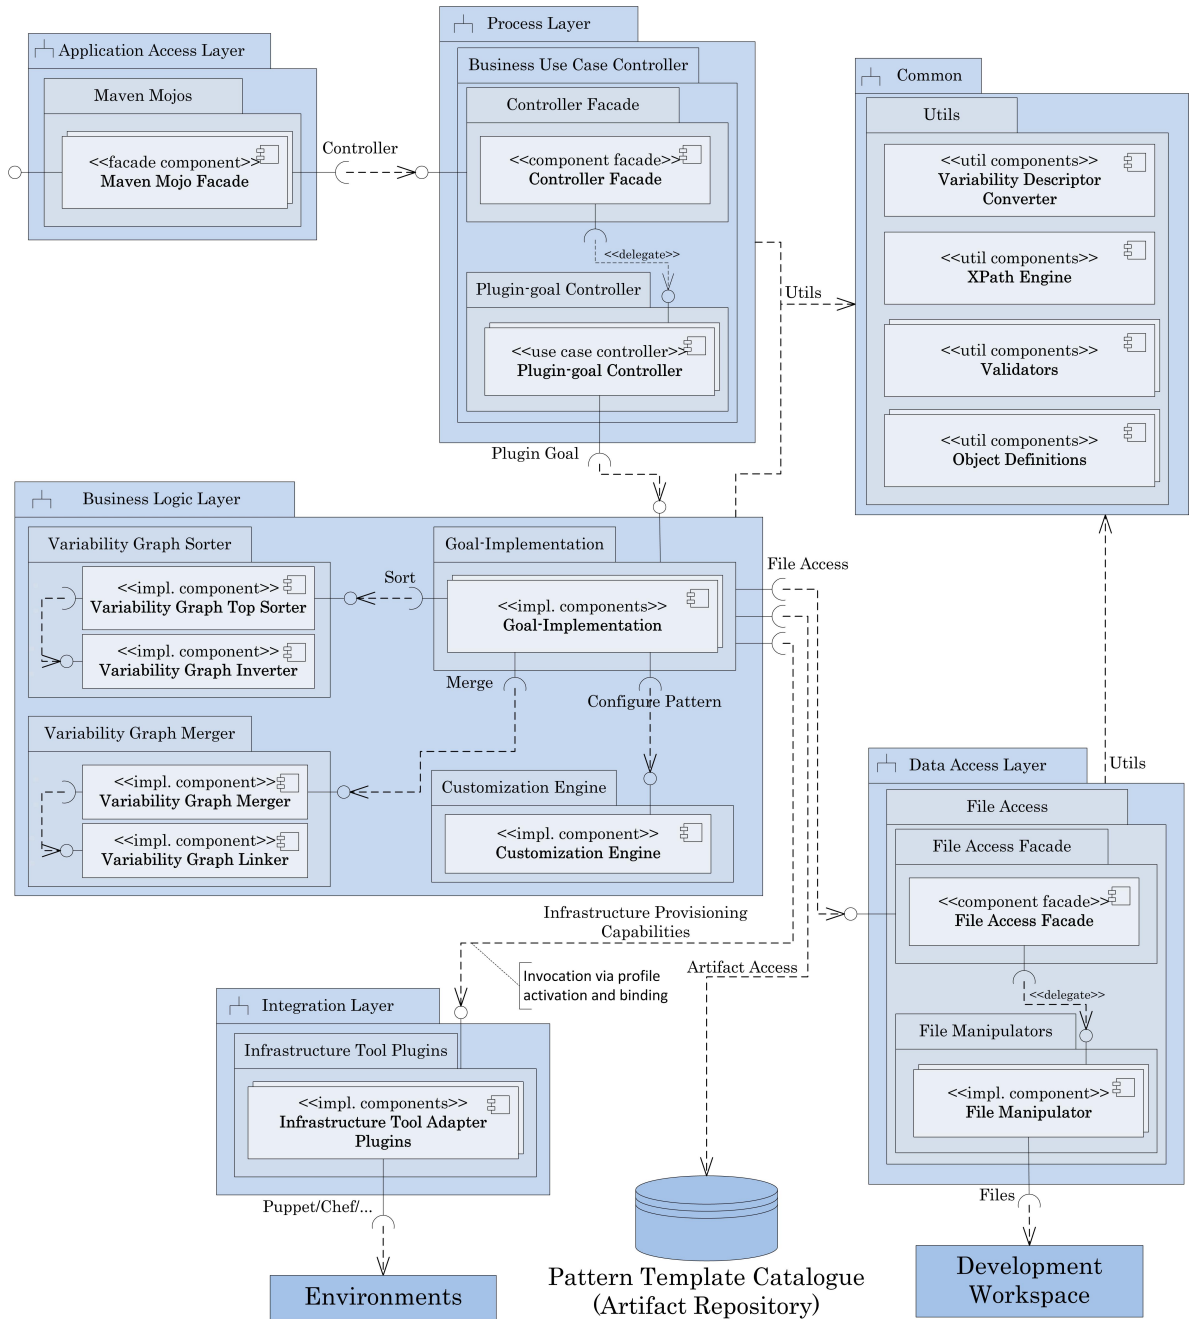 Application Access Layer
Maven Mojos
<<facade component>>
Maven Mojo Facade
Controller
Process Layer
Business Use Case Controller
Controller Facade
<<component facade>>
Controller Facade
<<delegate>>
Plugin-goal Controller
<<use case controller>>
Plugin-goal Controller
Plugin Goal
Utils
Common
Utils
<<util components>>
Variability Descriptor
Converter
<<util components>>
XPath Engine
<<util components>>
Validators
<<util components>>
Object Definitions
Business Logic Layer
Variability Graph Sorter
<<impl. component>>
Variability Graph Top Sorter
<<impl. component>>
Variability Graph Inverter
Sort
Goal-Implementation
<<impl. components>>
Goal-Implementation
File Access
Merge
Configure Pattern
Variability Graph Merger
<<impl. component>>
Variability Graph Merger
<<impl. component>>
Variability Graph Linker
Customization Engine
<<impl. component>>
Customization Engine
Infrastructure Provisioning
Capabilities
Artifact Access
Invocation via profile
activation and binding
Integration Layer
Infrastructure Tool Plugins
<<impl. components>>
Infrastructure Tool Adapter
Plugins
Puppet/Chef/...
Environments
Pattern Template Catalogue
(Artifact Repository)
Utils
Data Access Layer
File Access
File Access Facade
<<component facade>>
File Access Facade
<<delegate>>
File Manipulators
<<impl. component>>
File Manipulator
Files
Development
Workspace